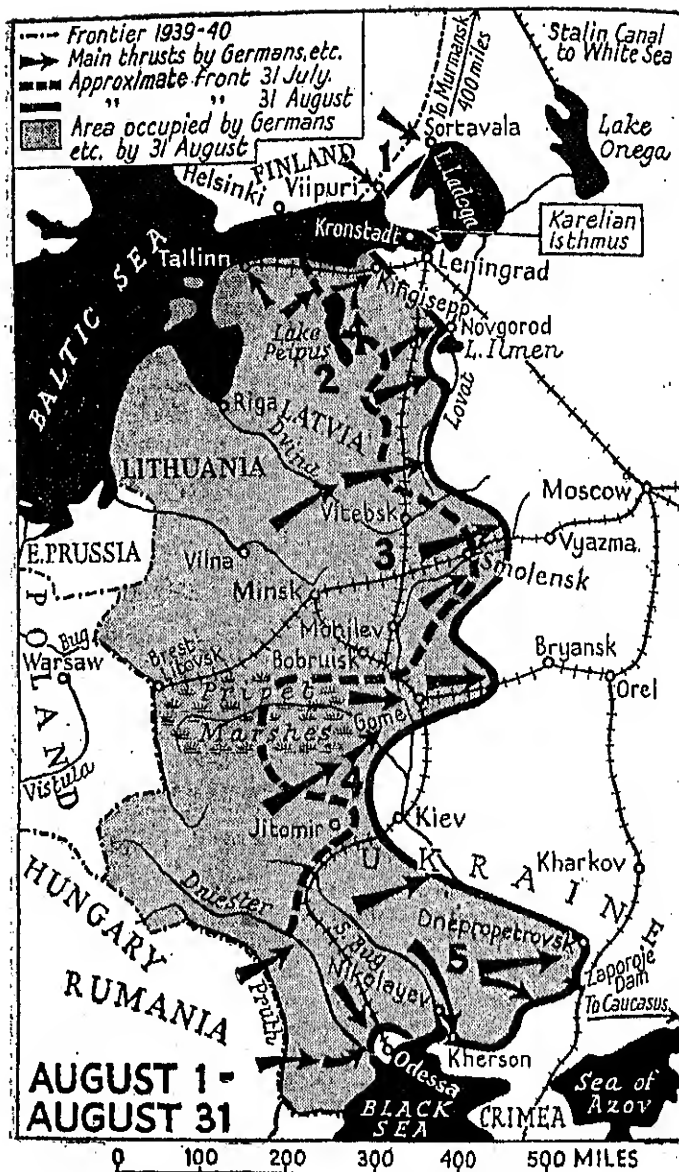 Frontier 1939-40
Main thrusts by Germans, etc.
Approximate front 31 July.
" " 31 August
Area occupied by Germans
etc. by 31 August
To Murmansk
400 miles
Stalin Canal
to White Sea
Sortavala
Lake
Onega
FINLAND
1
Helsinki
Viipuri
L. Ladoga
Kronstadt
Karelian
Isthmus
Tallinn
Leningrad
Kingisepp
BALTIC SEA
Novgorod
L. Ilmen
Lake
Peipus
2
Lovat
Riga
LATVIA
Dvina
LITHUANIA
Moscow
Vitebsk
Vyazma
E. PRUSSIA
Vilna
3
Smolensk
Minsk
POLAND
Mohilev
Bug
Warsaw
Brest-
Litovsk
Bobruisk
Bryansk
Orel
Pripet
Marshes
Gomel
Vistula
4
Jitomir
Kiev
UKRAINE
Kharkov
HUNGARY
Dniester
Dnepropetrovsk
S. Bug
5
Zaporoje
Dam
RUMANIA
Pruth
Nikolayev
To Caucasus
Kherson
Odessa
AUGUST 1-
AUGUST 31
BLACK
SEA
CRIMEA
Sea of
Azov
0 100 200 300 400 500 MILES